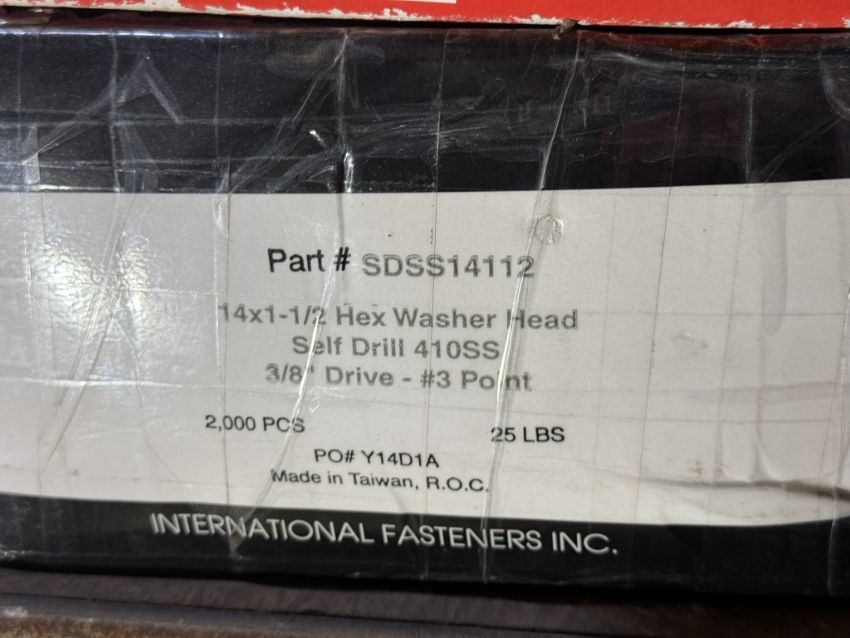 Part # SDSS14112
14x1-1/2 Hex Washer Head
Self Drill 410SS
3/8" Drive - #3 Point
2,000 PCS 25 LBS
PO# Y14D1A
Made in Taiwan, R.O.C.
INTERNATIONAL FASTENERS INC.